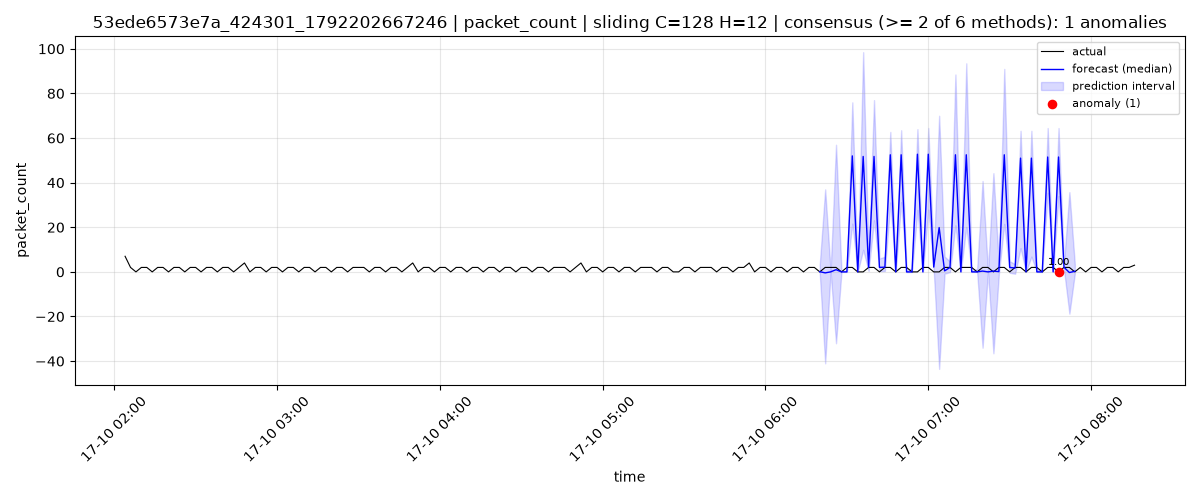 53ede6573e7a_424301_1792202667246 | packet_count | sliding C=128 H=12 | consensus (>= 2 of 6 methods): 1 anomalies
packet_count
100
80
60
40
20
0
−20
−40
actual
forecast (median)
prediction interval
anomaly (1)
1.00
17-10 02:00
17-10 03:00
17-10 04:00
17-10 05:00
17-10 06:00
17-10 07:00
17-10 08:00
time